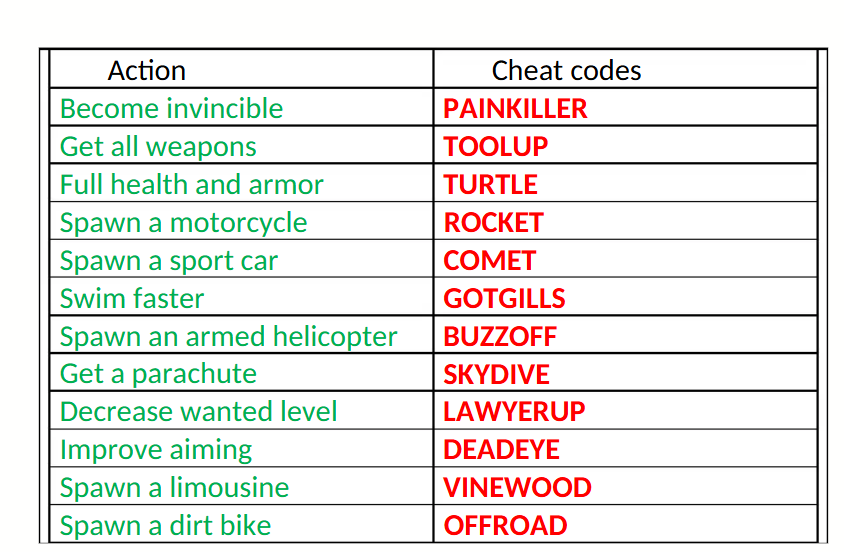 Action Cheat codes
Become invincible PAINKILLER
Get all weapons TOOLUP
Full health and armor TURTLE
Spawn a motorcycle ROCKET
Spawn a sport car COMET
Swim faster GOTGILLS
Spawn an armed helicopter BUZZOFF
Get a parachute SKYDIVE
Decrease wanted level LAWYERUP
Improve aiming DEADEYE
Spawn a limousine VINEWOOD
Spawn a dirt bike OFFROAD